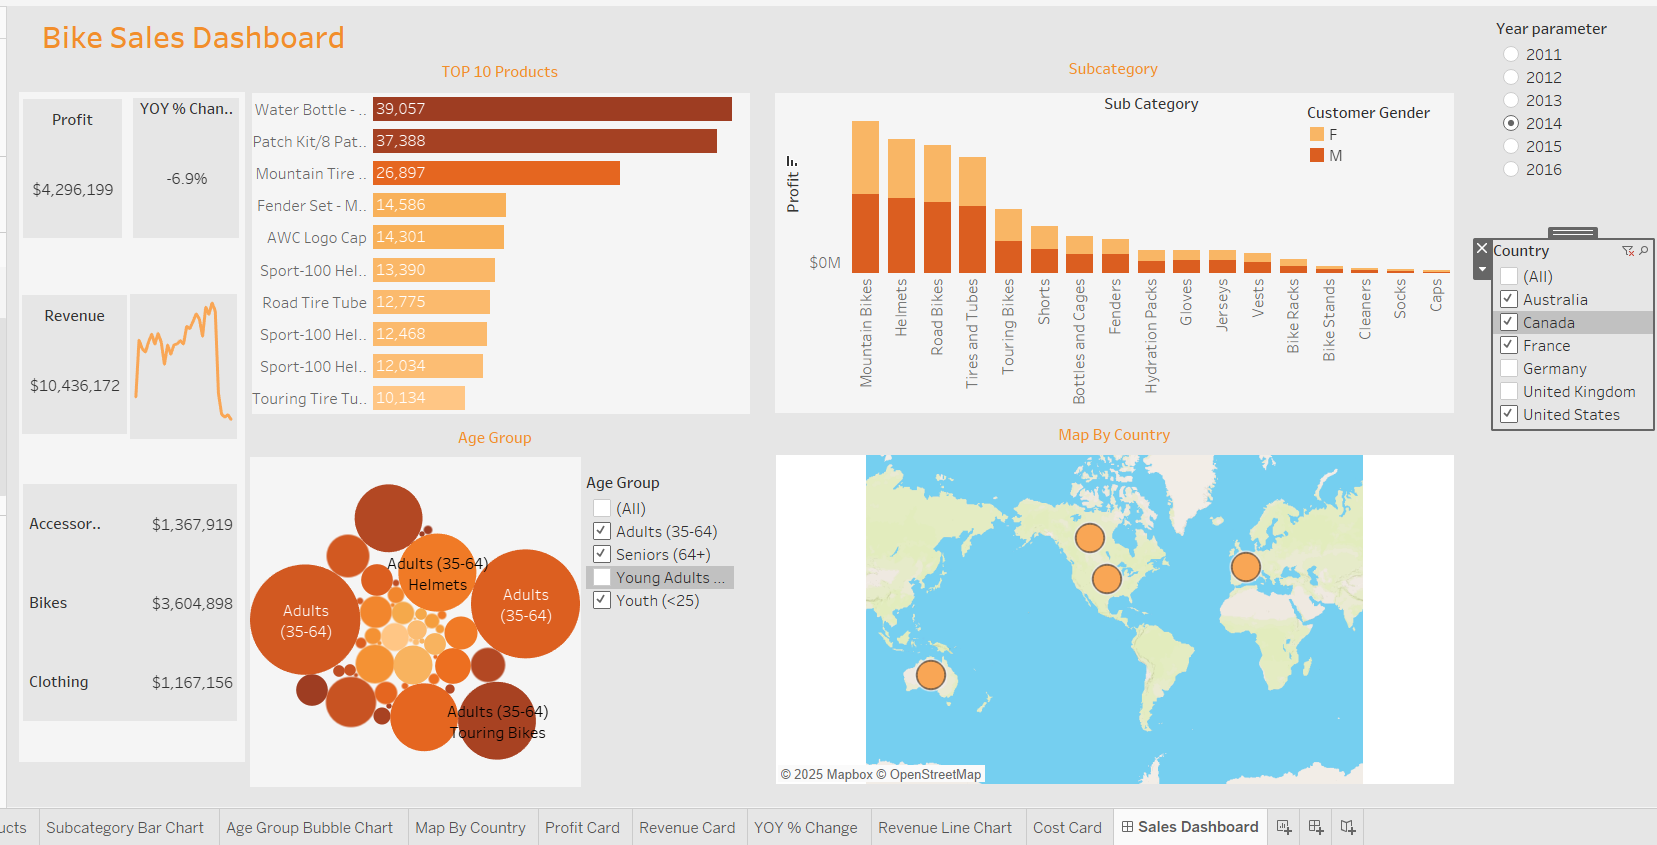 Bike Sales Dashboard
TOP 10 Products
Subcategory
Year parameter
2011
2012
2013
2014
2015
2016
Profit
$4,296,199
YOY % Chan..
-6.9%
Revenue
$10,436,172
Accessor..
$1,367,919
Bikes
$3,604,898
Clothing
$1,167,156
Water Bottle - ..
39,057
Patch Kit/8 Pat..
37,388
Mountain Tire ..
26,897
Fender Set - M..
14,586
AWC Logo Cap
14,301
Sport-100 Hel..
13,390
Road Tire Tube
12,775
Sport-100 Hel..
12,468
Sport-100 Hel..
12,034
Touring Tire Tu..
10,134
Sub Category
Customer Gender
F
M
Profit
$0M
Mountain Bikes
Helmets
Road Bikes
Tires and Tubes
Touring Bikes
Shorts
Bottles and Cages
Fenders
Hydration Packs
Gloves
Jerseys
Vests
Bike Racks
Bike Stands
Cleaners
Socks
Caps
Country
(All)
Australia
Canada
France
Germany
United Kingdom
United States
Age Group
Adults (35-64)
Helmets
Adults
(35-64)
Adults
(35-64)
Adults (35-64)
Touring Bikes
Age Group
(All)
Adults (35-64)
Seniors (64+)
Young Adults ...
Youth (<25)
Map By Country
© 2025 Mapbox © OpenStreetMap
ucts
Subcategory Bar Chart
Age Group Bubble Chart
Map By Country
Profit Card
Revenue Card
YOY % Change
Revenue Line Chart
Cost Card
Sales Dashboard